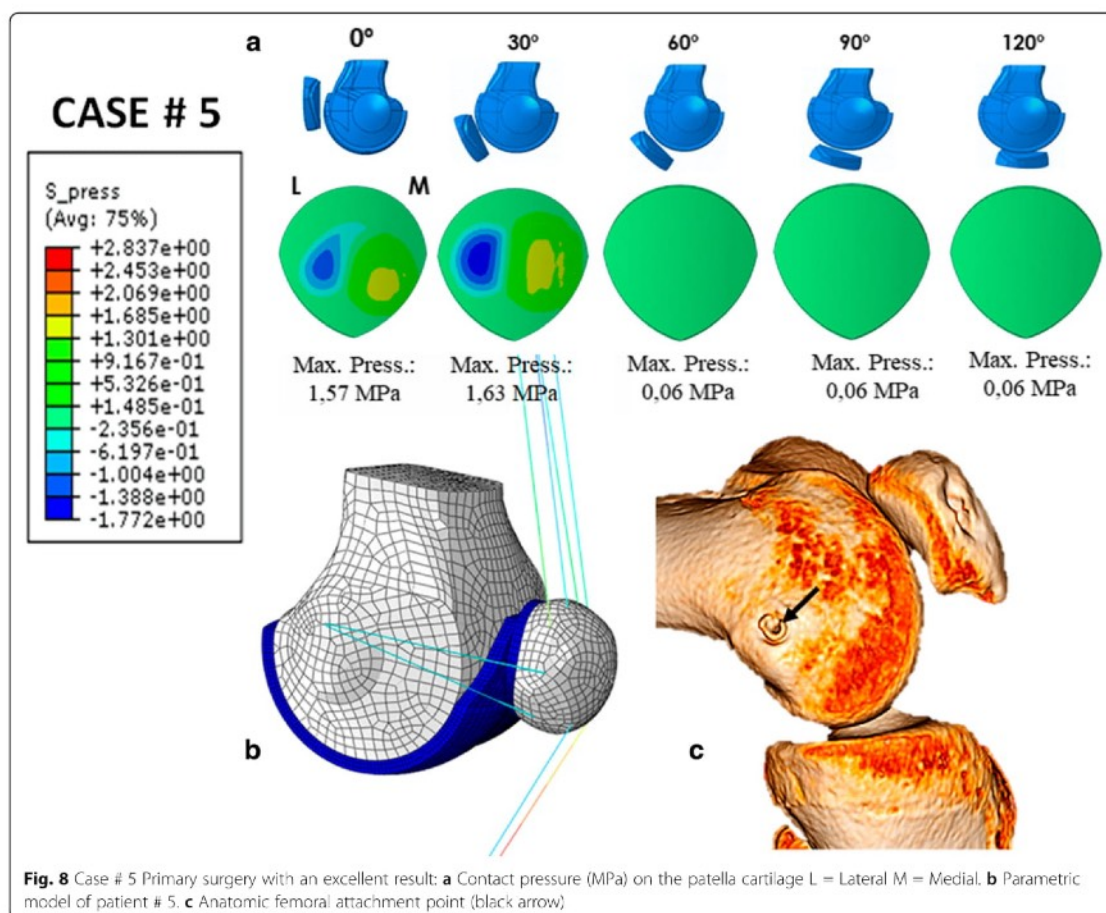 a
0º
30º
60º
90º
120º
CASE # 5
S_press
(Avg: 75%)
+2.837e+00
+2.453e+00
+2.069e+00
+1.685e+00
+1.301e+00
+9.167e-01
+5.326e-01
+1.485e-01
-2.356e-01
-6.197e-01
-1.004e+00
-1.388e+00
-1.772e+00
L
M
Max. Press.:
1,57 MPa
Max. Press.:
1,63 MPa
Max. Press.:
0,06 MPa
Max. Press.:
0,06 MPa
Max. Press.:
0,06 MPa
b
c
Fig. 8 Case # 5 Primary surgery with an excellent result: a Contact pressure (MPa) on the patella cartilage L = Lateral M = Medial. b Parametric
model of patient # 5. c Anatomic femoral attachment point (black arrow)